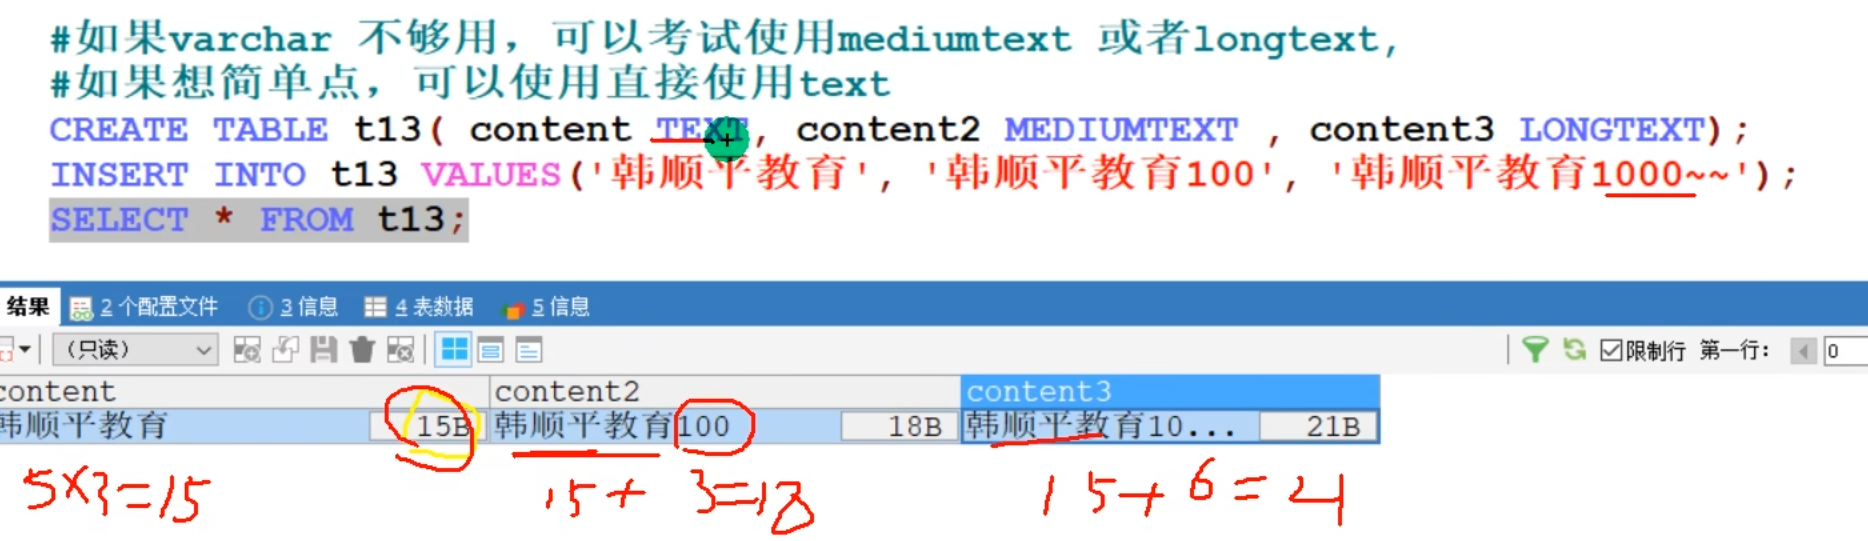 #如果varchar 不够用，可以考试使用mediumtext 或者longtext,
#如果想简单点，可以使用直接使用text
CREATE TABLE t13( content TEXT, content2 MEDIUMTEXT , content3 LONGTEXT);
INSERT INTO t13 VALUES('韩顺平教育', '韩顺平教育100', '韩顺平教育1000~~');
SELECT * FROM t13;
结果 2 个配置文件 3 信息 4 表数据 5 信息
（只读） 限制行 第一行： 0
content content2 content3
韩顺平教育 15B 韩顺平教育100 18B 韩顺平教育10... 21B
5×3=15 15+ 3=18 15+6=21